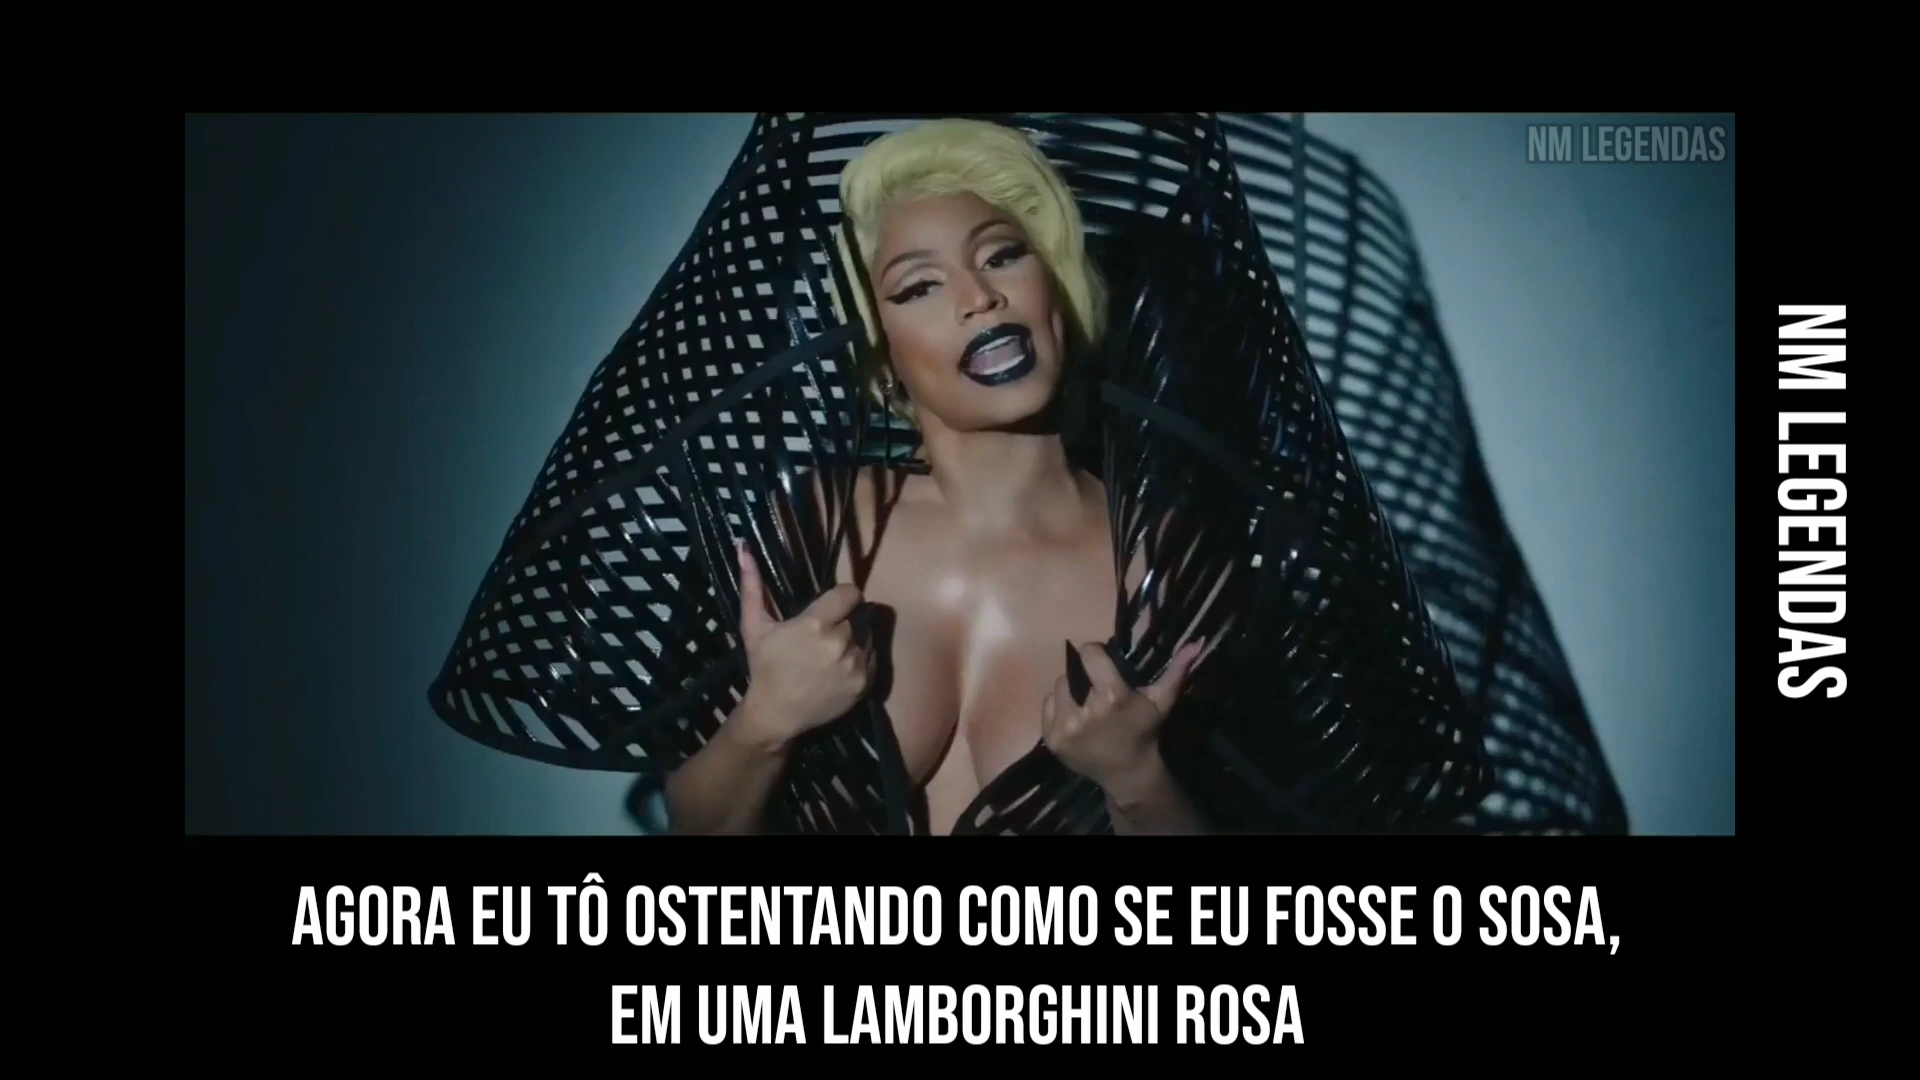 NM LEGENDAS
NM LEGENDAS
AGORA EU TÔ OSTENTANDO COMO SE EU FOSSE O SOSA,
EM UMA LAMBORGHINI ROSA